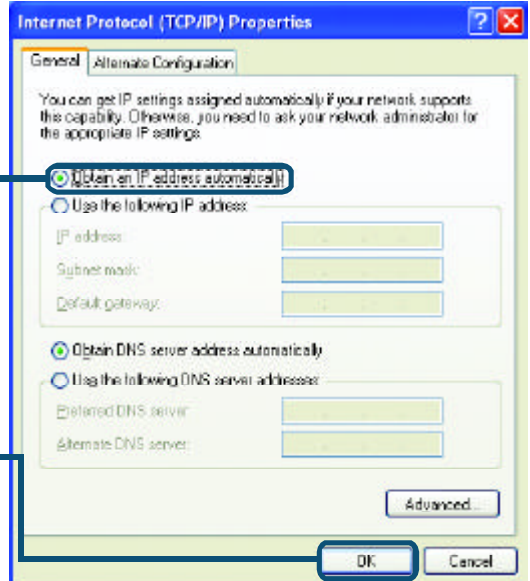 Internet Protocol (TCP/IP) Properties
General
Alternate Configuration
You can get IP settings assigned automatically if your network supports
this capability. Otherwise, you need to ask your network administrator for
the appropriate IP settings.
Obtain an IP address automatically
Use the following IP address:
IP address:
Subnet mask:
Default gateway:
Obtain DNS server address automatically
Use the following DNS server addresses:
Preferred DNS server:
Alternate DNS server:
Advanced...
OK
Cancel